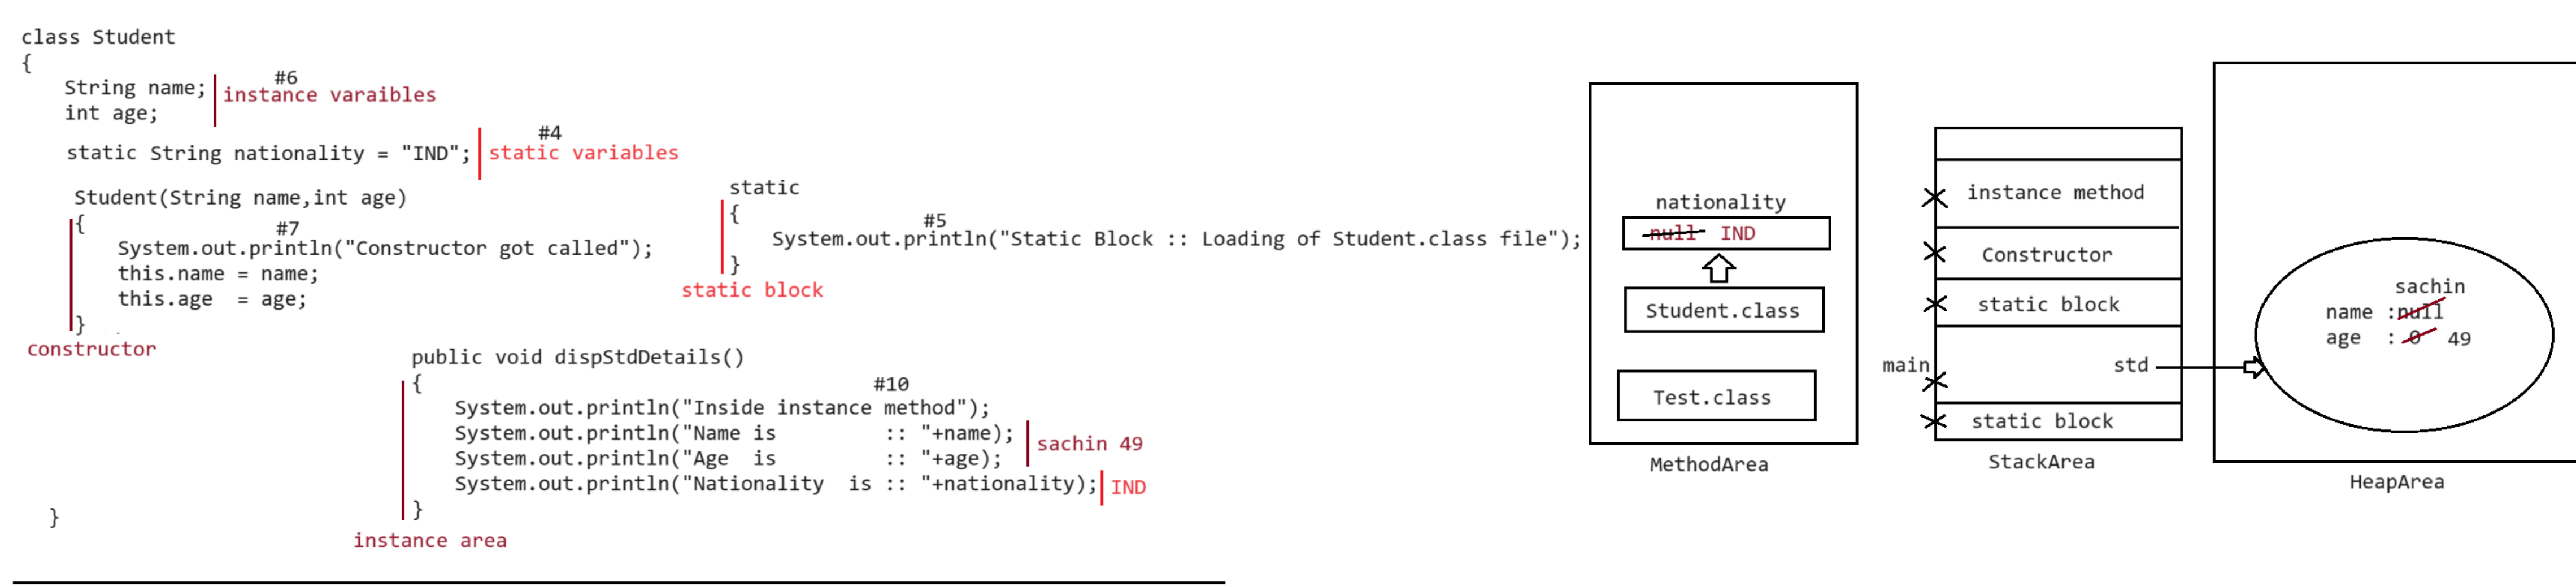 class Student
{
#6
String name;
instance varaibles
int age;
#4
static String nationality = "IND";
static variables
Student(String name,int age)
{
#7
System.out.println("Constructor got called");
this.name = name;
this.age  = age;
}
constructor
static
{
#5
System.out.println("Static Block :: Loading of Student.class file");
}
static block
public void dispStdDetails()
{
#10
System.out.println("Inside instance method");
System.out.println("Name is         :: "+name);
System.out.println("Age  is         :: "+age);
sachin 49
System.out.println("Nationality  is :: "+nationality);
IND
}
instance area
}
nationality
null IND
Student.class
Test.class
MethodArea
instance method
Constructor
static block
main
std
static block
StackArea
sachin
name :null
age  : 0 49
HeapArea